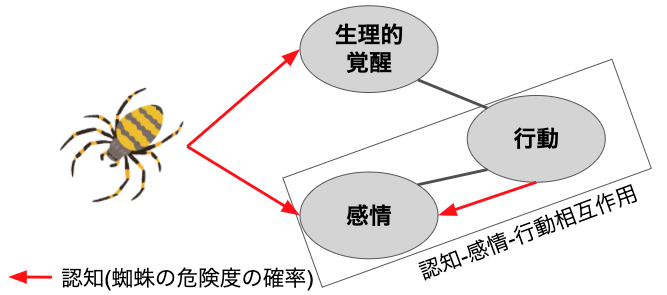 生理的
覚醒
行動
感情
認知-感情-行動相互作用
認知(蜘蛛の危険度の確率)